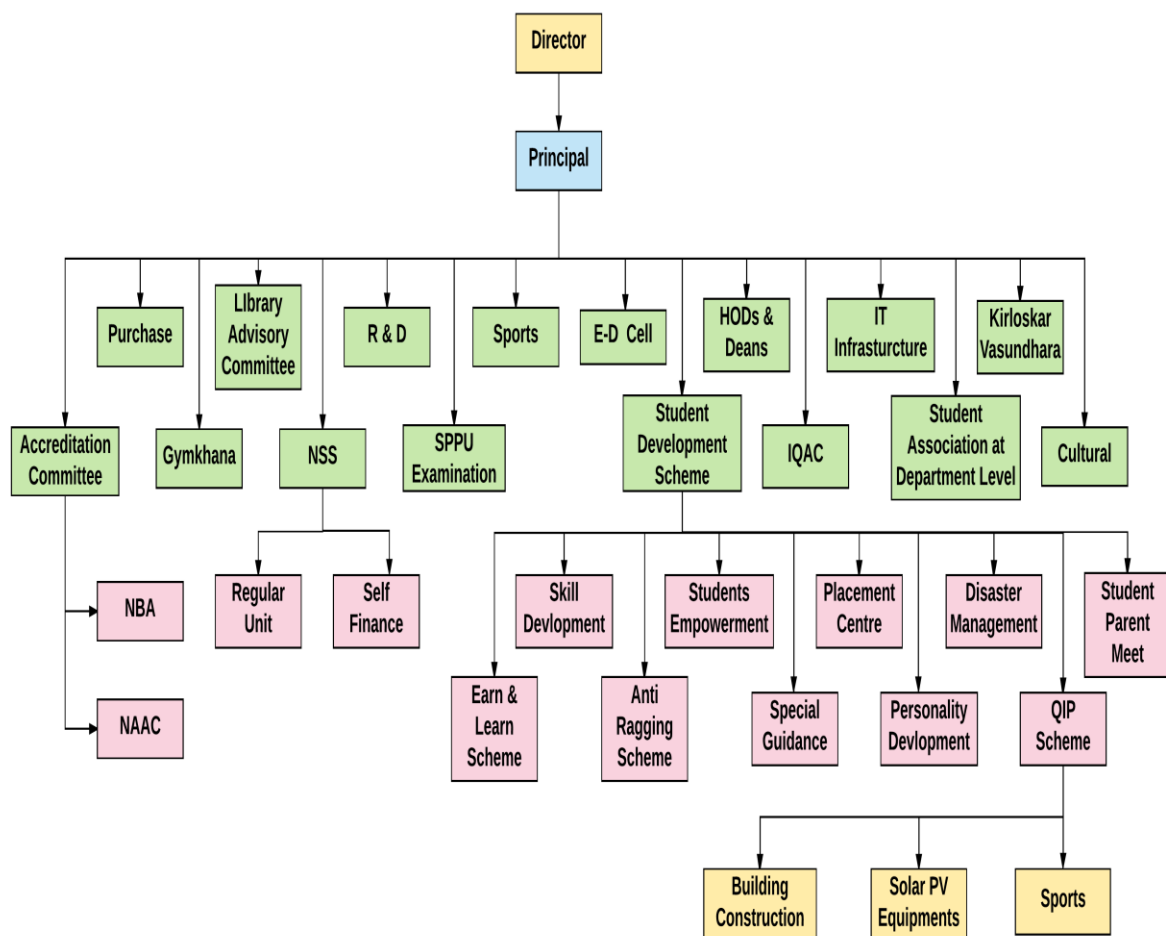 Director
Principal
Purchase
LIbrary
Advisory
Committee
R & D
Sports
E-D Cell
HODs &
Deans
IT
Infrasturcture
Kirloskar
Vasundhara
Accreditation
Committee
Gymkhana
NSS
SPPU
Examination
Student
Development
Scheme
IQAC
Student
Association at
Department Level
Cultural
NBA
Regular
Unit
Self
Finance
Skill
Devlopment
Students
Empowerment
Placement
Centre
Disaster
Management
Student
Parent
Meet
NAAC
Earn &
Learn
Scheme
Anti
Ragging
Scheme
Special
Guidance
Personality
Devlopment
QIP
Scheme
Building
Construction
Solar PV
Equipments
Sports